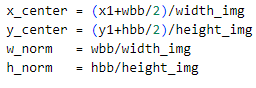 x_center = (x1+wbb/2)/width_img
y_center = (y1+hbb/2)/height_img
w_norm   = wbb/width_img
h_norm   = hbb/height_img